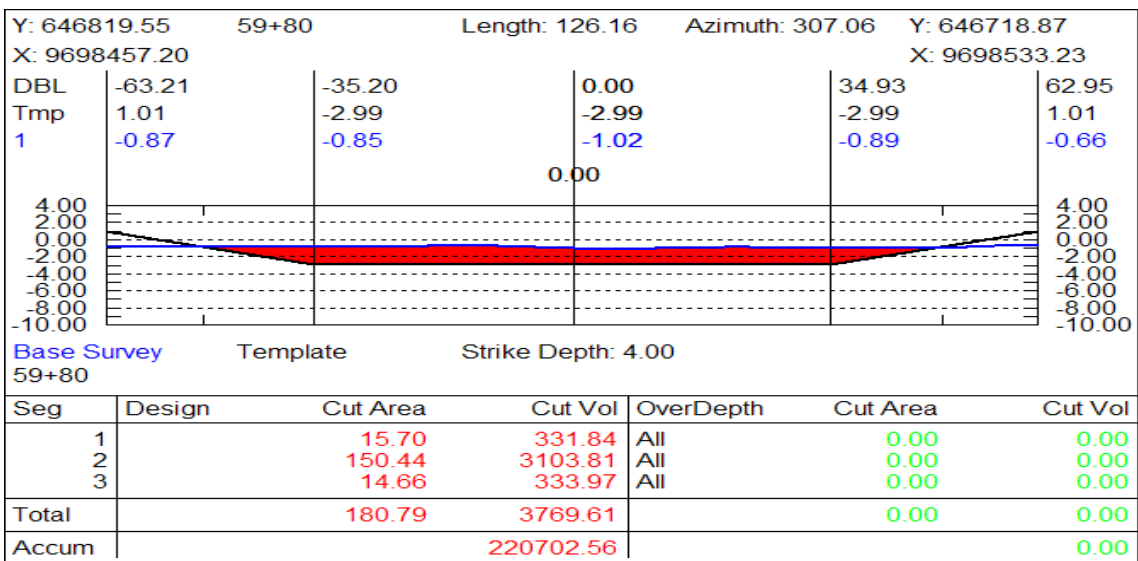 Y: 646819.55 59+80 Length: 126.16 Azimuth: 307.06 Y: 646718.87
X: 9698457.20 X: 9698533.23
DBL -63.21 -35.20 0.00 34.93 62.95
Tmp 1.01 -2.99 -2.99 -2.99 1.01
1 -0.87 -0.85 -1.02 -0.89 -0.66
0.00
4.00 4.00
2.00 2.00
0.00 0.00
-2.00 -2.00
-4.00 -4.00
-6.00 -6.00
-8.00 -8.00
-10.00 -10.00
Base Survey Template Strike Depth: 4.00
59+80
Seg Design Cut Area Cut Vol OverDepth Cut Area Cut Vol
1 15.70 331.84 All 0.00 0.00
2 150.44 3103.81 All 0.00 0.00
3 14.66 333.97 All 0.00 0.00
Total 180.79 3769.61 0.00 0.00
Accum 220702.56 0.00